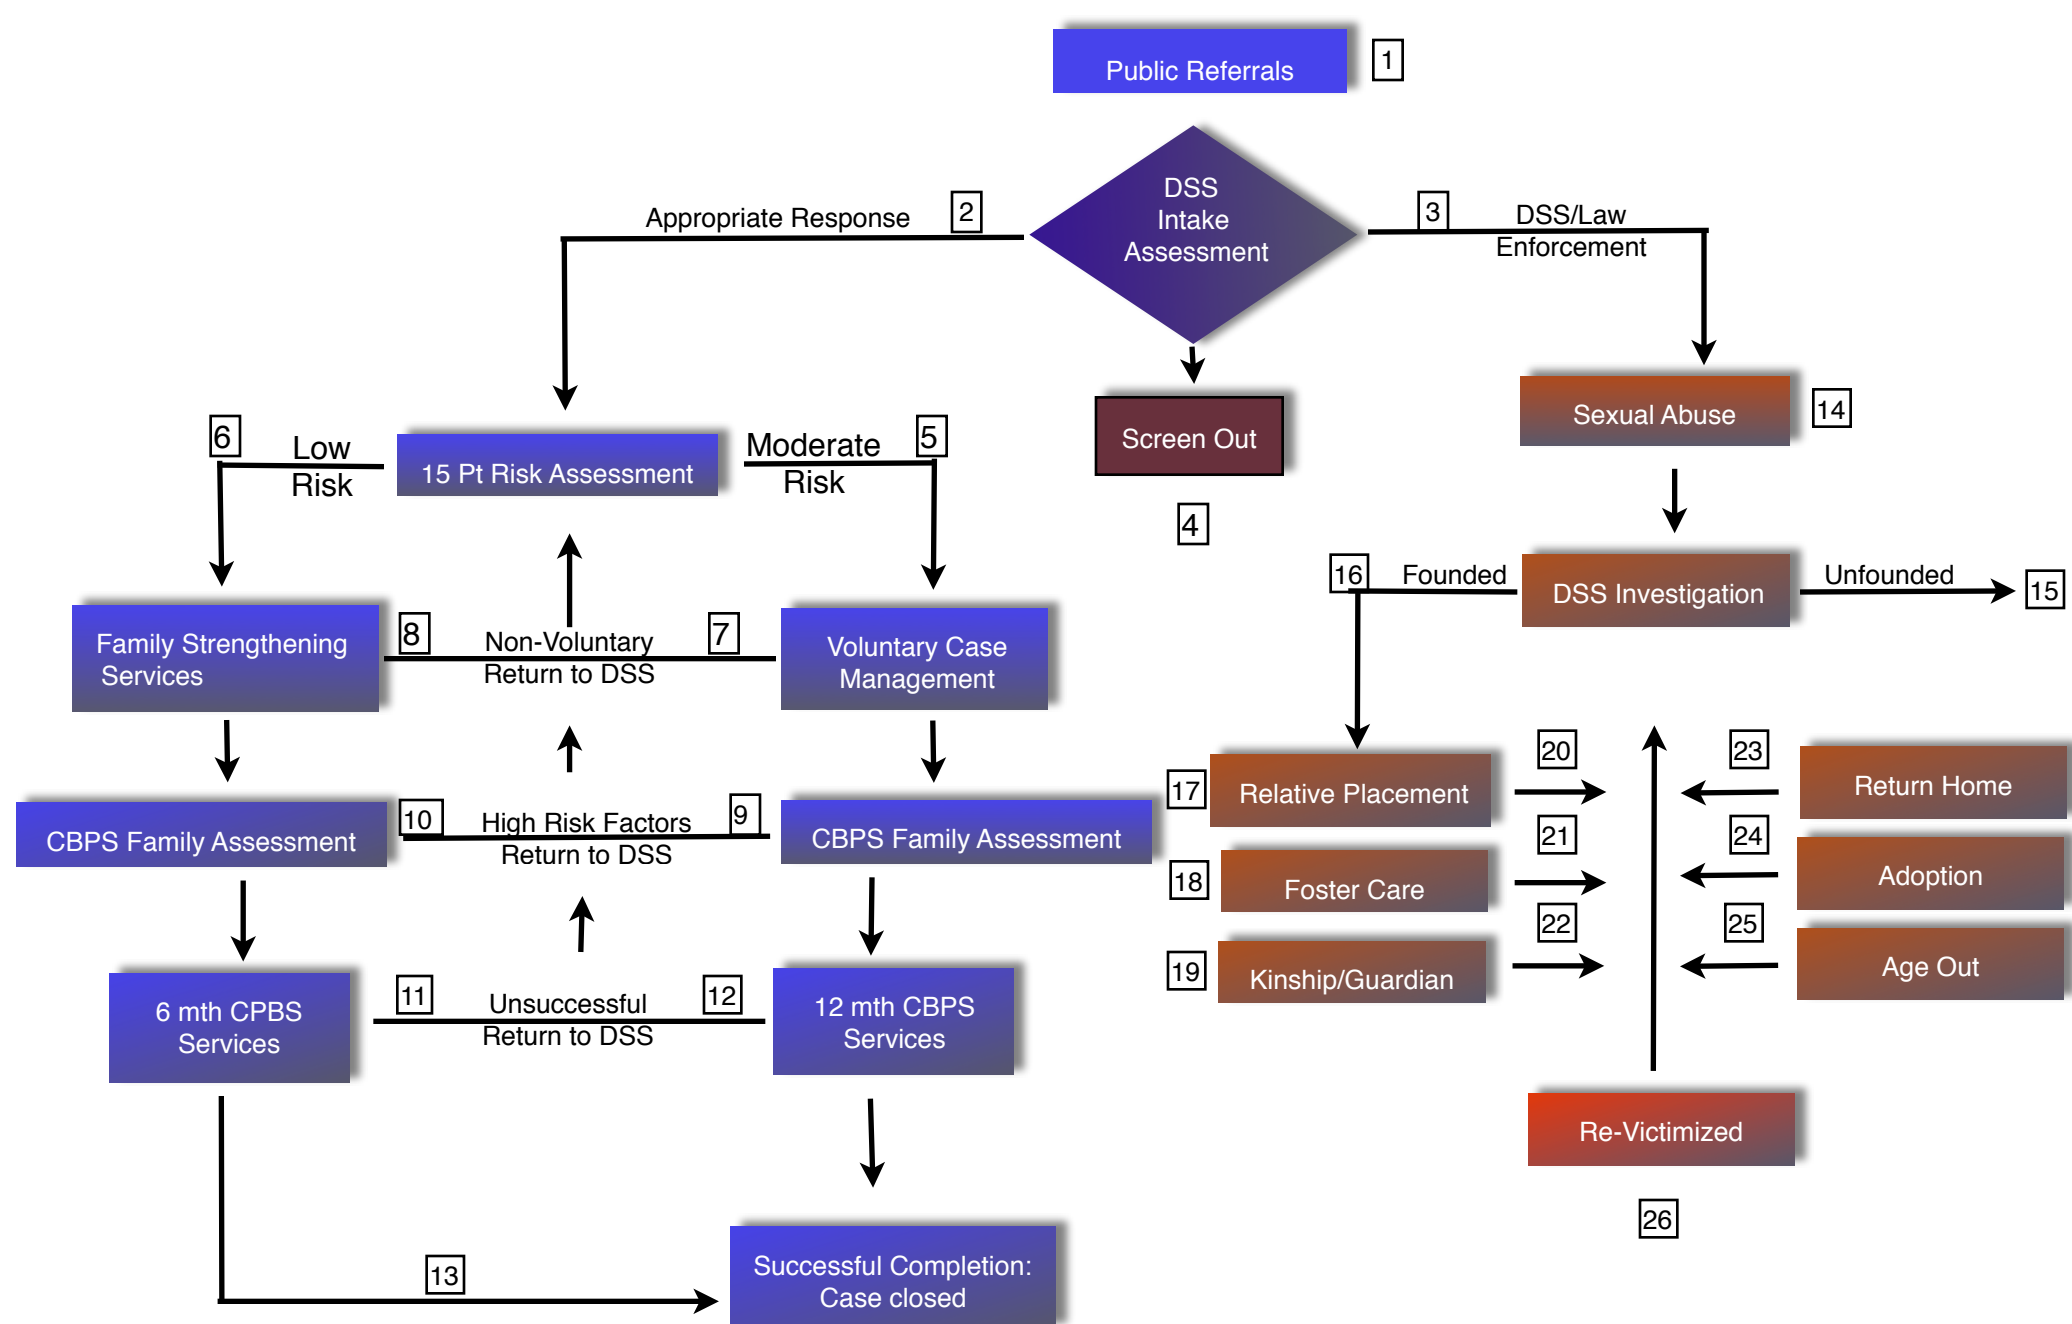 Public Referrals
1
DSS
Intake
Assessment
Appropriate Response
2
3
DSS/Law
Enforcement
Screen Out
4
Sexual Abuse
14
6
Low
Risk
15 Pt Risk Assessment
Moderate
Risk
5
16
Founded
DSS Investigation
Unfounded
15
Family Strengthening
Services
8
Non-Voluntary
Return to DSS
7
Voluntary Case
Management
CBPS Family Assessment
10
High Risk Factors
Return to DSS
9
CBPS Family Assessment
17
Relative Placement
20
23
Return Home
18
Foster Care
21
24
Adoption
19
Kinship/Guardian
22
25
Age Out
6 mth CPBS
Services
11
Unsuccessful
Return to DSS
12
12 mth CBPS
Services
Re-Victimized
26
13
Successful Completion:
Case closed